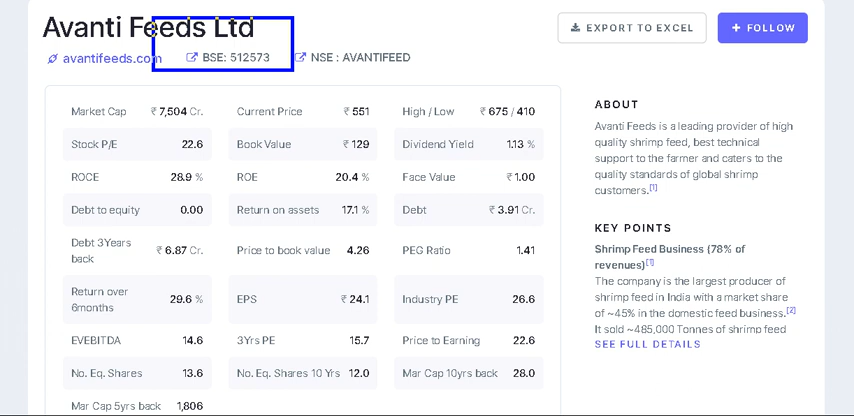 Avanti Feeds Ltd
EXPORT TO EXCEL
+ FOLLOW
avantifeeds.com BSE: 512573 NSE : AVANTIFEED
Market Cap ₹ 7,504 Cr. Current Price ₹ 551 High / Low ₹ 675 / 410
Stock P/E 22.6 Book Value ₹ 129 Dividend Yield 1.13 %
ROCE 28.9 % ROE 20.4 % Face Value ₹ 1.00
Debt to equity 0.00 Return on assets 17.1 % Debt ₹ 3.91 Cr.
Debt 3Years
back ₹ 6.87 Cr. Price to book value 4.26 PEG Ratio 1.41
Return over
6months 29.6 % EPS ₹ 24.1 Industry PE 26.6
EVEBITDA 14.6 3Yrs PE 15.7 Price to Earning 22.6
No. Eq. Shares 13.6 No. Eq. Shares 10 Yrs 12.0 Mar Cap 10yrs back 28.0
Mar Cap 5yrs back 1,806
ABOUT
Avanti Feeds is a leading provider of high
quality shrimp feed, best technical
support to the farmer and caters to the
quality standards of global shrimp
customers.[1]
KEY POINTS
Shrimp Feed Business (78% of
revenues)[1]
The company is the largest producer of
shrimp feed in India with a market share
of ~45% in the domestic feed business.[2]
It sold ~485,000 Tonnes of shrimp feed
SEE FULL DETAILS